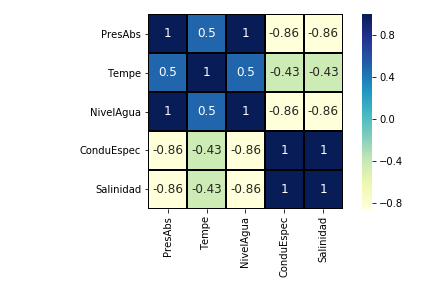 PresAbs 1 0.5 1 -0.86 -0.86
Tempe 0.5 1 0.5 -0.43 -0.43
NivelAgua 1 0.5 1 -0.86 -0.86
ConduEspec -0.86 -0.43 -0.86 1 1
Salinidad -0.86 -0.43 -0.86 1 1
PresAbs
Tempe
NivelAgua
ConduEspec
Salinidad
0.8
0.4
0.0
-0.4
-0.8